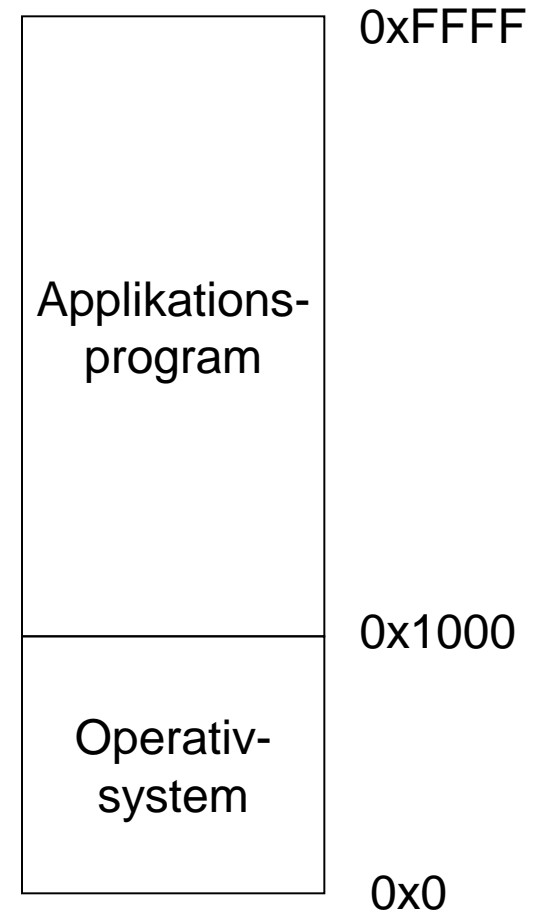 0xFFFF
Applikations-
program
0x1000
Operativ-
system
0x0